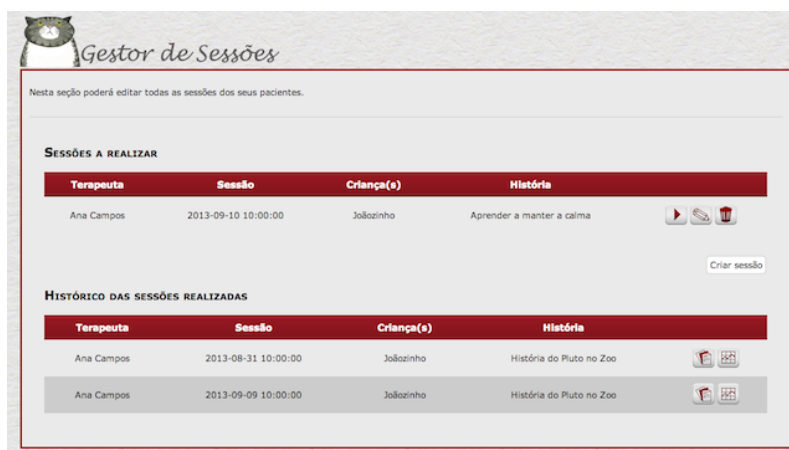 Gestor de Sessões
Nesta seção poderá editar todas as sessões dos seus pacientes.
Sessões a realizar
Terapeuta Sessão Criança(s) História
Ana Campos 2013-09-10 10:00:00 Joãozinho Aprender a manter a calma
Criar sessão
Histórico das sessões realizadas
Terapeuta Sessão Criança(s) História
Ana Campos 2013-08-31 10:00:00 Joãozinho História do Pluto no Zoo
Ana Campos 2013-09-09 10:00:00 Joãozinho História do Pluto no Zoo